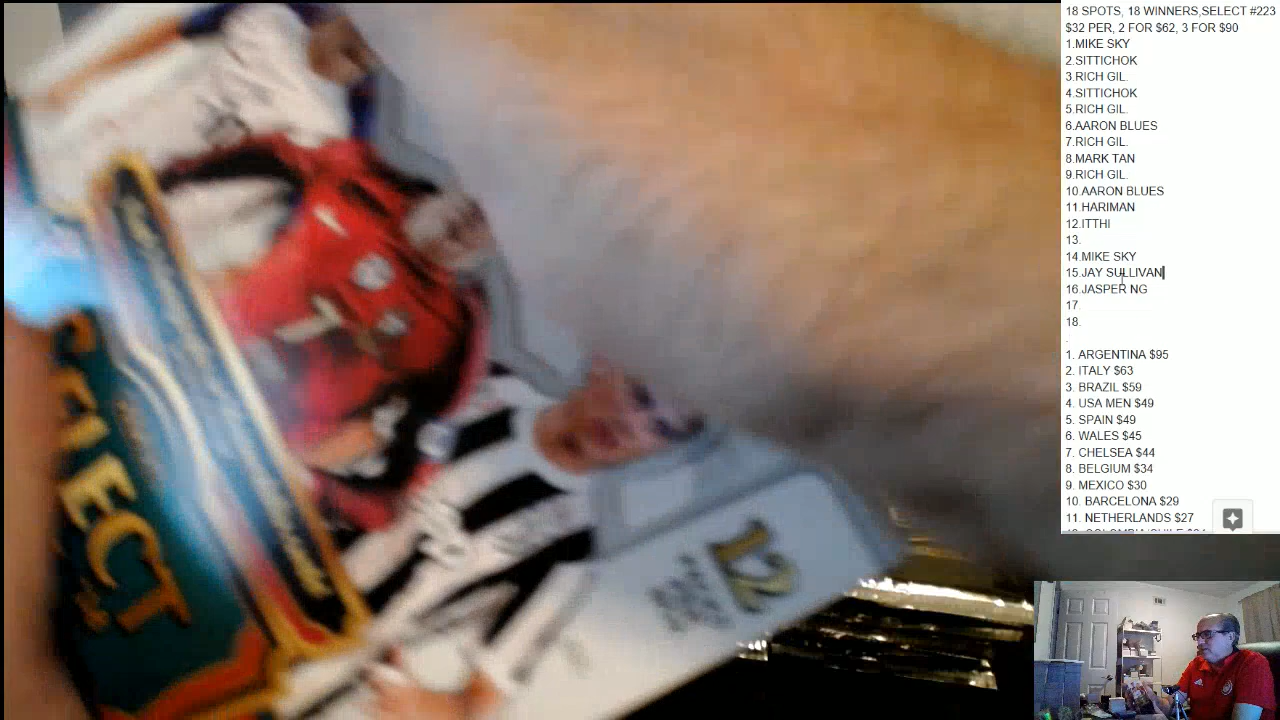 18 SPOTS, 18 WINNERS,SELECT #223
$32 PER, 2 FOR $62, 3 FOR $90
1.MIKE SKY
2.SITTICHOK
3.RICH GIL.
4.SITTICHOK
5.RICH GIL.
6.AARON BLUES
7.RICH GIL.
8.MARK TAN
9.RICH GIL.
10.AARON BLUES
11 HARIMAN
12.ITTHI
13.
14.MIKE SKY
15.JAY SULLIVAN
16.JASPER NG
17.
18.
.
1. ARGENTINA $95
2. ITALY $63
3. BRAZIL $59
4. USA MEN $49
5. SPAIN $49
6. WALES $45
7. CHELSEA $44
8. BELGIUM $34
9. MEXICO $30
10. BARCELONA $29
11. NETHERLANDS $27
SELECT
7
12